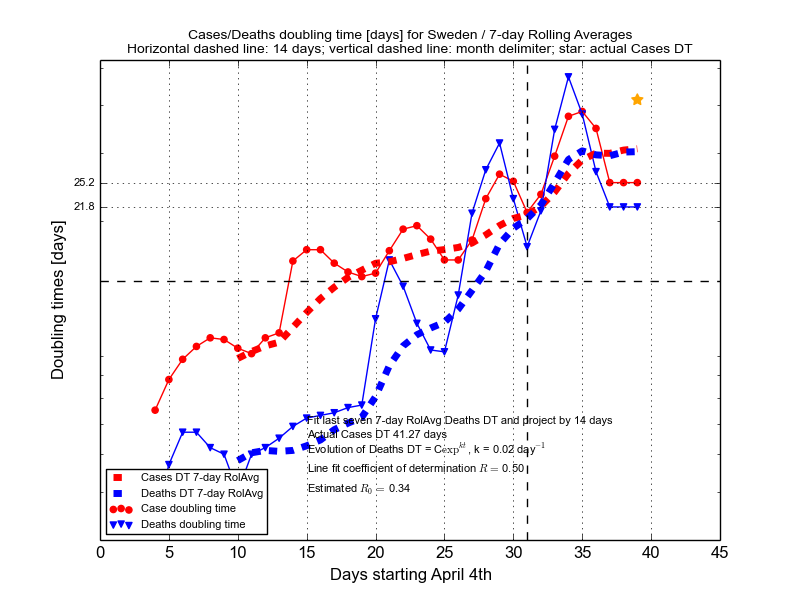 Cases/Deaths doubling time [days] for Sweden / 7-day Rolling Averages
Horizontal dashed line: 14 days; vertical dashed line: month delimiter; star: actual Cases DT
25.2
21.8
Doubling times [days]
Fit last seven 7-day RolAvg Deaths DT and project by 14 days
Actual Cases DT 41.27 days
Evolution of Deaths DT = Cexp^kt, k = 0.02 day^−1
Line fit coefficient of determination R = 0.50
Estimated R_0 = 0.34
Cases DT 7-day RolAvg
Deaths DT 7-day RolAvg
Case doubling time
Deaths doubling time
0 5 10 15 20 25 30 35 40 45
Days starting April 4th